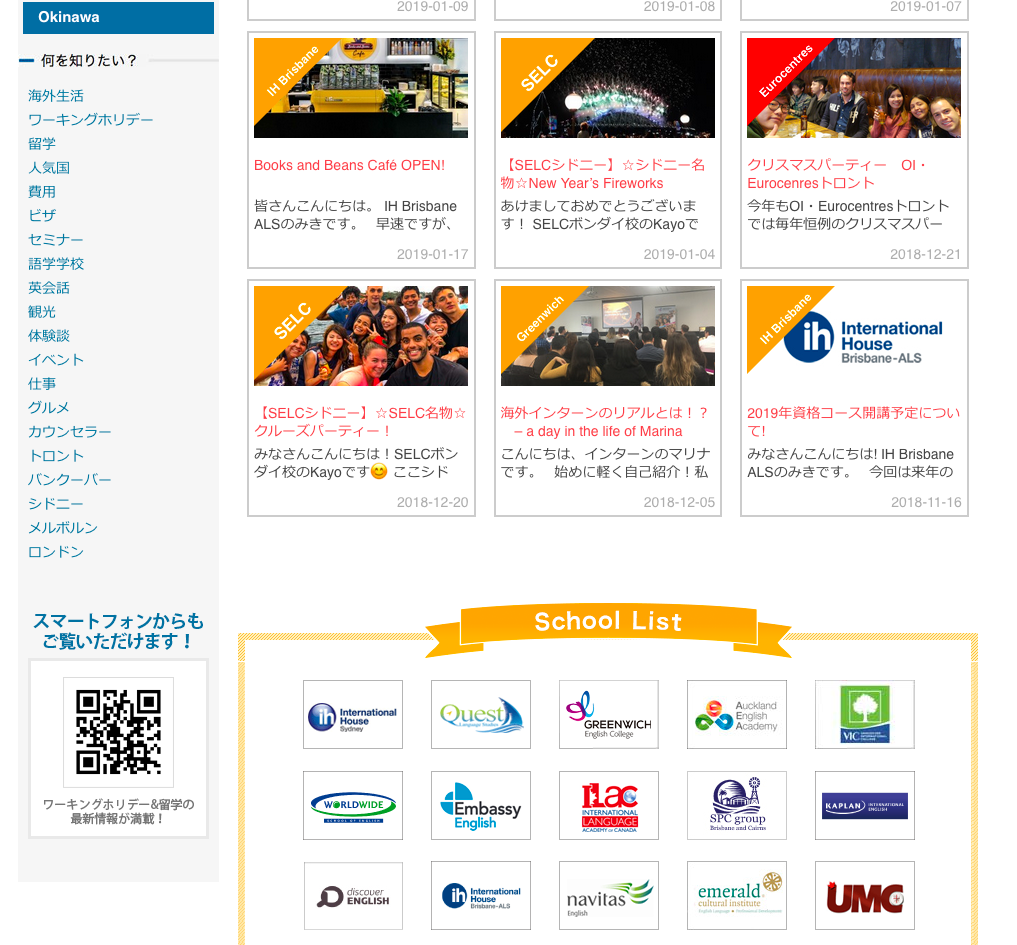 Okinawa
何を知りたい？
海外生活
ワーキングホリデー
留学
人気国
費用
ビザ
セミナー
語学学校
英会話
観光
体験談
イベント
仕事
グルメ
カウンセラー
トロント
バンクーバー
シドニー
メルボルン
ロンドン
スマートフォンからも
ご覧いただけます！
ワーキングホリデー&留学の
最新情報が満載！
2019-01-09
2019-01-08
2019-01-07
IH Brisbane
Books and Beans Café OPEN!
皆さんこんにちは。 IH Brisbane
ALSのみきです。　早速ですが、
2019-01-17
SELC
【SELCシドニー】☆シドニー名
物☆New Year's Fireworks
あけましておめでとうございま
す！ SELCボンダイ校のKayoで
2019-01-04
Eurocentres
クリスマスパーティー　OI・
Eurocenresトロント
今年もOI・Eurocentresトロント
では毎年恒例のクリスマスパー
2018-12-21
SELC
【SELCシドニー】☆SELC名物☆
クルーズパーティー！
みなさんこんにちは！SELCボン
ダイ校のKayoです😊 ここシド
2018-12-20
Greenwich
海外インターンのリアルとは！？
– a day in the life of Marina
こんにちは、インターンのマリナ
です。　始めに軽く自己紹介！私
2018-12-05
IH Brisbane
ih International
House
Brisbane-ALS
2019年資格コース開講予定につい
て!
みなさんこんにちは! IH Brisbane
ALSのみきです。　今回は来年の
2018-11-16
School List
ih International
House
Sydney
Quest
Language Studies
GREENWICH
English College
Auckland
English
Academy
VIC
WORLDWIDE
SCHOOL OF ENGLISH
Embassy
English
ILAC
INTERNATIONAL
LANGUAGE
ACADEMY OF CANADA
SPC group
Brisbane and Cairns
KAPLAN INTERNATIONAL
ENGLISH
discover
ENGLISH
ih International
House
Brisbane-ALS
navitas
English
emerald
cultural institute
UMC